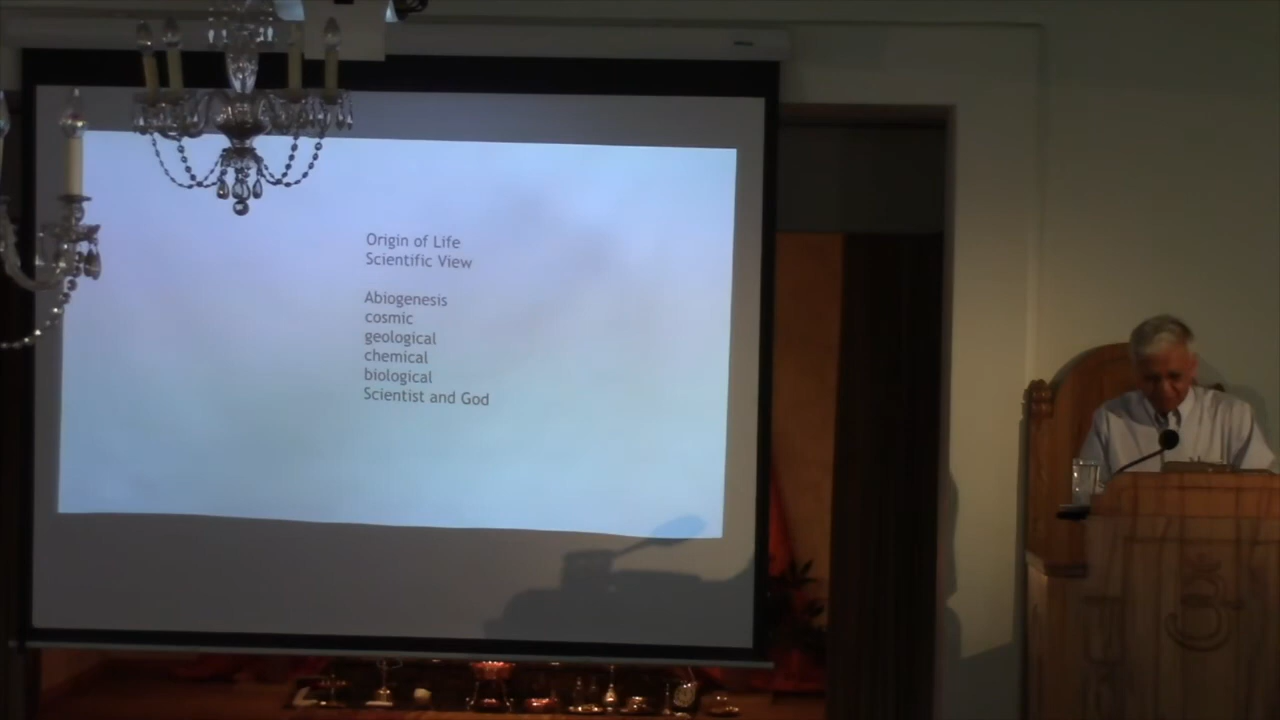 Origin of Life
Scientific View
Abiogenesis
cosmic
geological
chemical
biological
Scientist and God